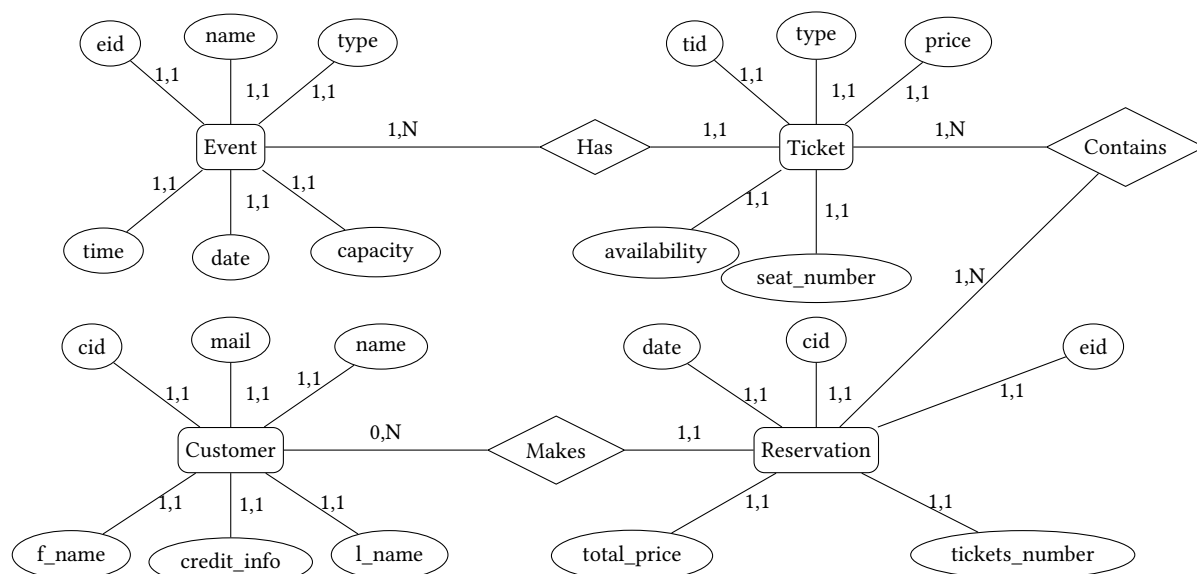 eid
name
type
tid
type
price
1,1
1,1
1,1
1,1
1,1
1,1
Event
1,N
Has
1,1
Ticket
1,N
Contains
1,1
1,1
1,1
1,1
1,1
time
date
capacity
availability
seat_number
1,N
cid
mail
name
date
cid
eid
1,1
1,1
1,1
1,1
1,1
1,1
Customer
0,N
Makes
1,1
Reservation
1,1
1,1
1,1
1,1
1,1
f_name
credit_info
l_name
total_price
tickets_number